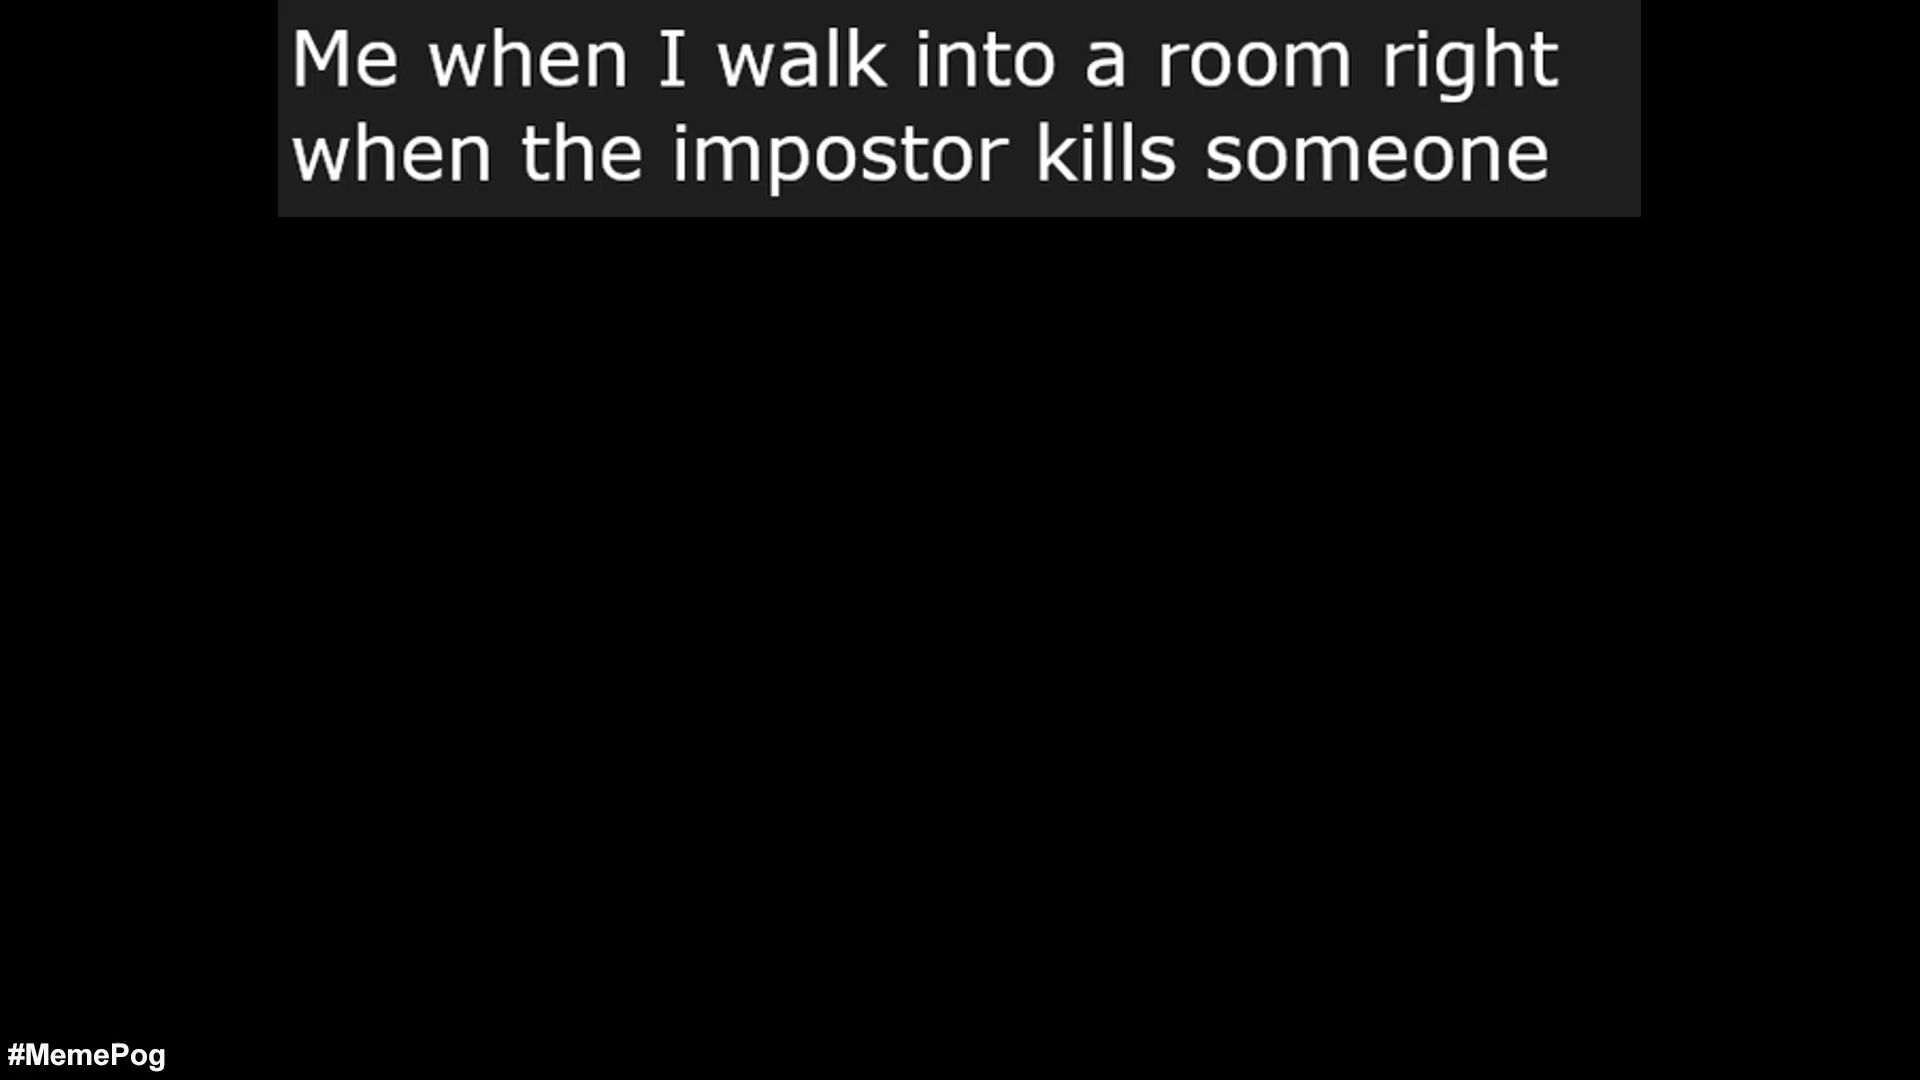 Me when I walk into a room right
when the impostor kills someone
#MemePog